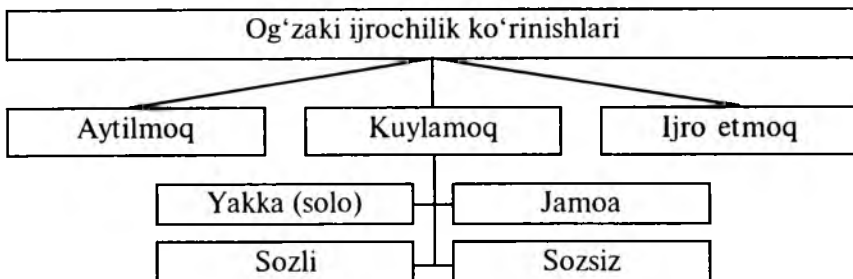 Og‘zaki ijrochilik ko‘rinishlari
Aytilmoq Kuylamoq Ijro etmoq
Yakka (solo) Jamoa
Sozli Sozsiz